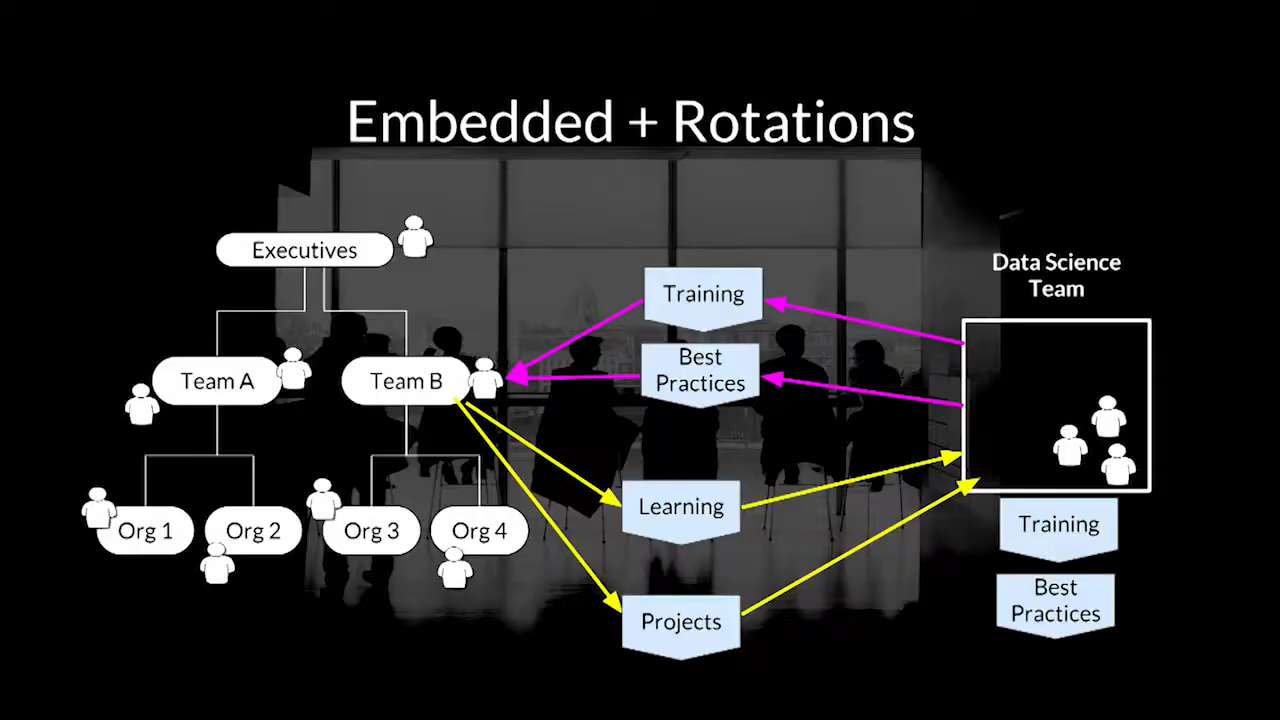 Embedded + Rotations
Executives
Data Science
Team
Training
Best
Practices
Team A
Team B
Learning
Org 1
Org 2
Org 3
Org 4
Training
Projects
Best
Practices